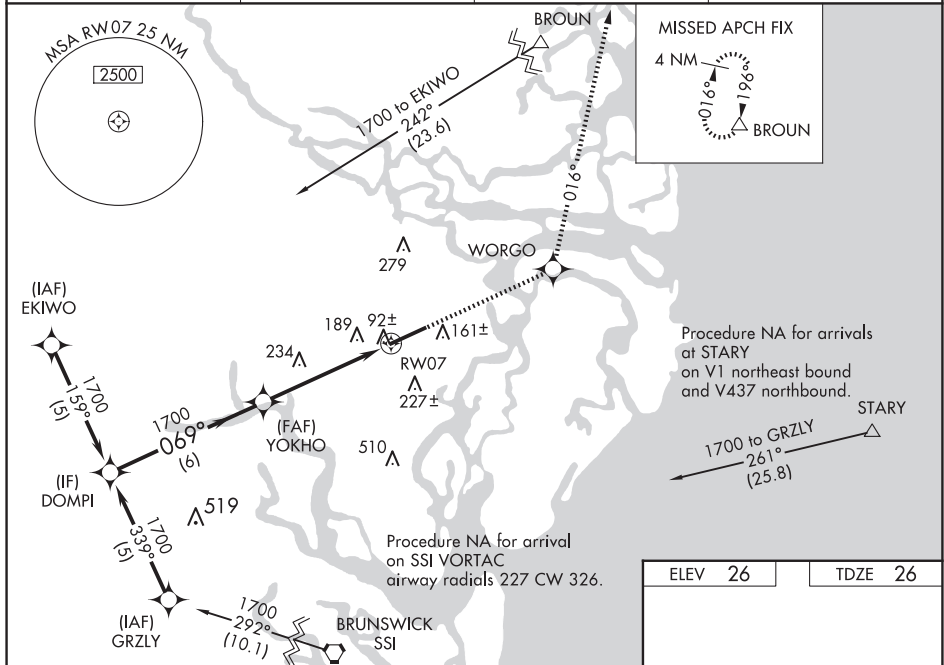 MSA RW07 25 NM
2500
BROUN
1700 to EKIWO
242°
(23.6)
016°
MISSED APCH FIX
4 NM
016°
196°
BROUN
WORGO
279
(IAF)
EKIWO
189
92±
161±
234
RW07
227±
1700
159°
(5)
1700
069°
(6)
(FAF)
YOKHO
510
(IF)
DOMPI
519
1700
339°
(5)
Procedure NA for arrivals
at STARY
on V1 northeast bound
and V437 northbound.
STARY
1700 to GRZLY
261°
(25.8)
Procedure NA for arrival
on SSI VORTAC
airway radials 227 CW 326.
(IAF)
GRZLY
1700
292°
(10.1)
BRUNSWICK
SSI
ELEV 26
TDZE 26